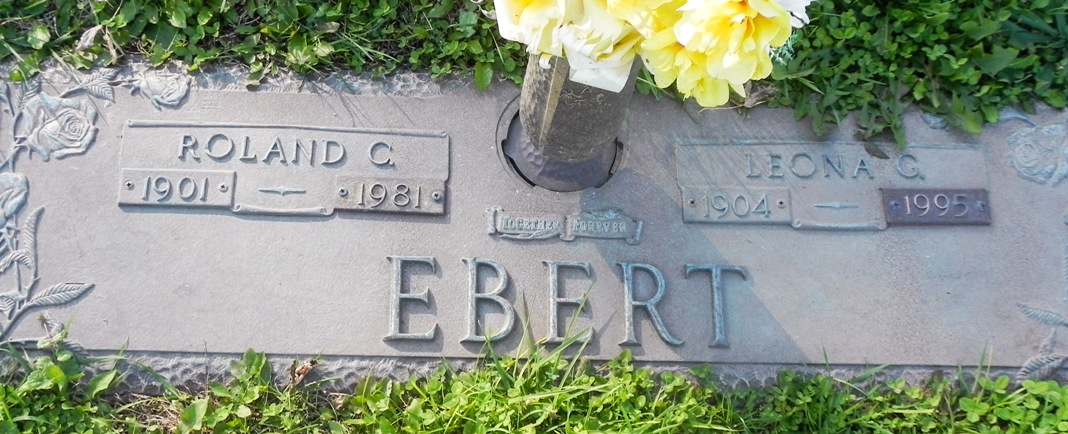 ROLAND C.
1901 1981
LEONA G.
1904 1995
TOGETHER FOREVER
EBERT